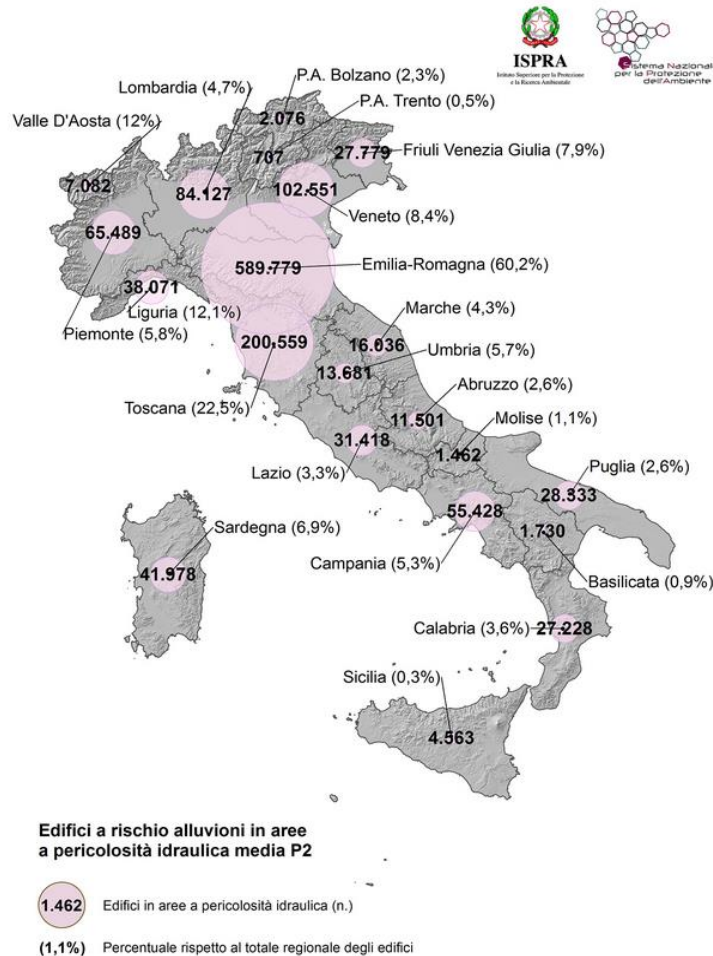 ISPRA
Istituto Superiore per la Protezione
e la Ricerca Ambientale
Sistema Nazionale
per la Protezione
dell'Ambiente
P.A. Bolzano (2,3%)
Lombardia (4,7%)
P.A. Trento (0,5%)
Valle D'Aosta (12%)
2.076
707
27.779
Friuli Venezia Giulia (7,9%)
7.082
84.127
102.551
Veneto (8,4%)
65.489
589.779
Emilia-Romagna (60,2%)
38.071
Liguria (12,1%)
Piemonte (5,8%)
Marche (4,3%)
200.559
16.036
Umbria (5,7%)
13.681
Abruzzo (2,6%)
Toscana (22,5%)
11.501
Molise (1,1%)
31.418
1.462
Lazio (3,3%)
Puglia (2,6%)
28.333
55.428
Sardegna (6,9%)
1.730
Campania (5,3%)
41.978
Basilicata (0,9%)
Calabria (3,6%)
27.228
Sicilia (0,3%)
4.563
Edifici a rischio alluvioni in aree
a pericolosità idraulica media P2
1.462 Edifici in aree a pericolosità idraulica (n.)
(1,1%) Percentuale rispetto al totale regionale degli edifici